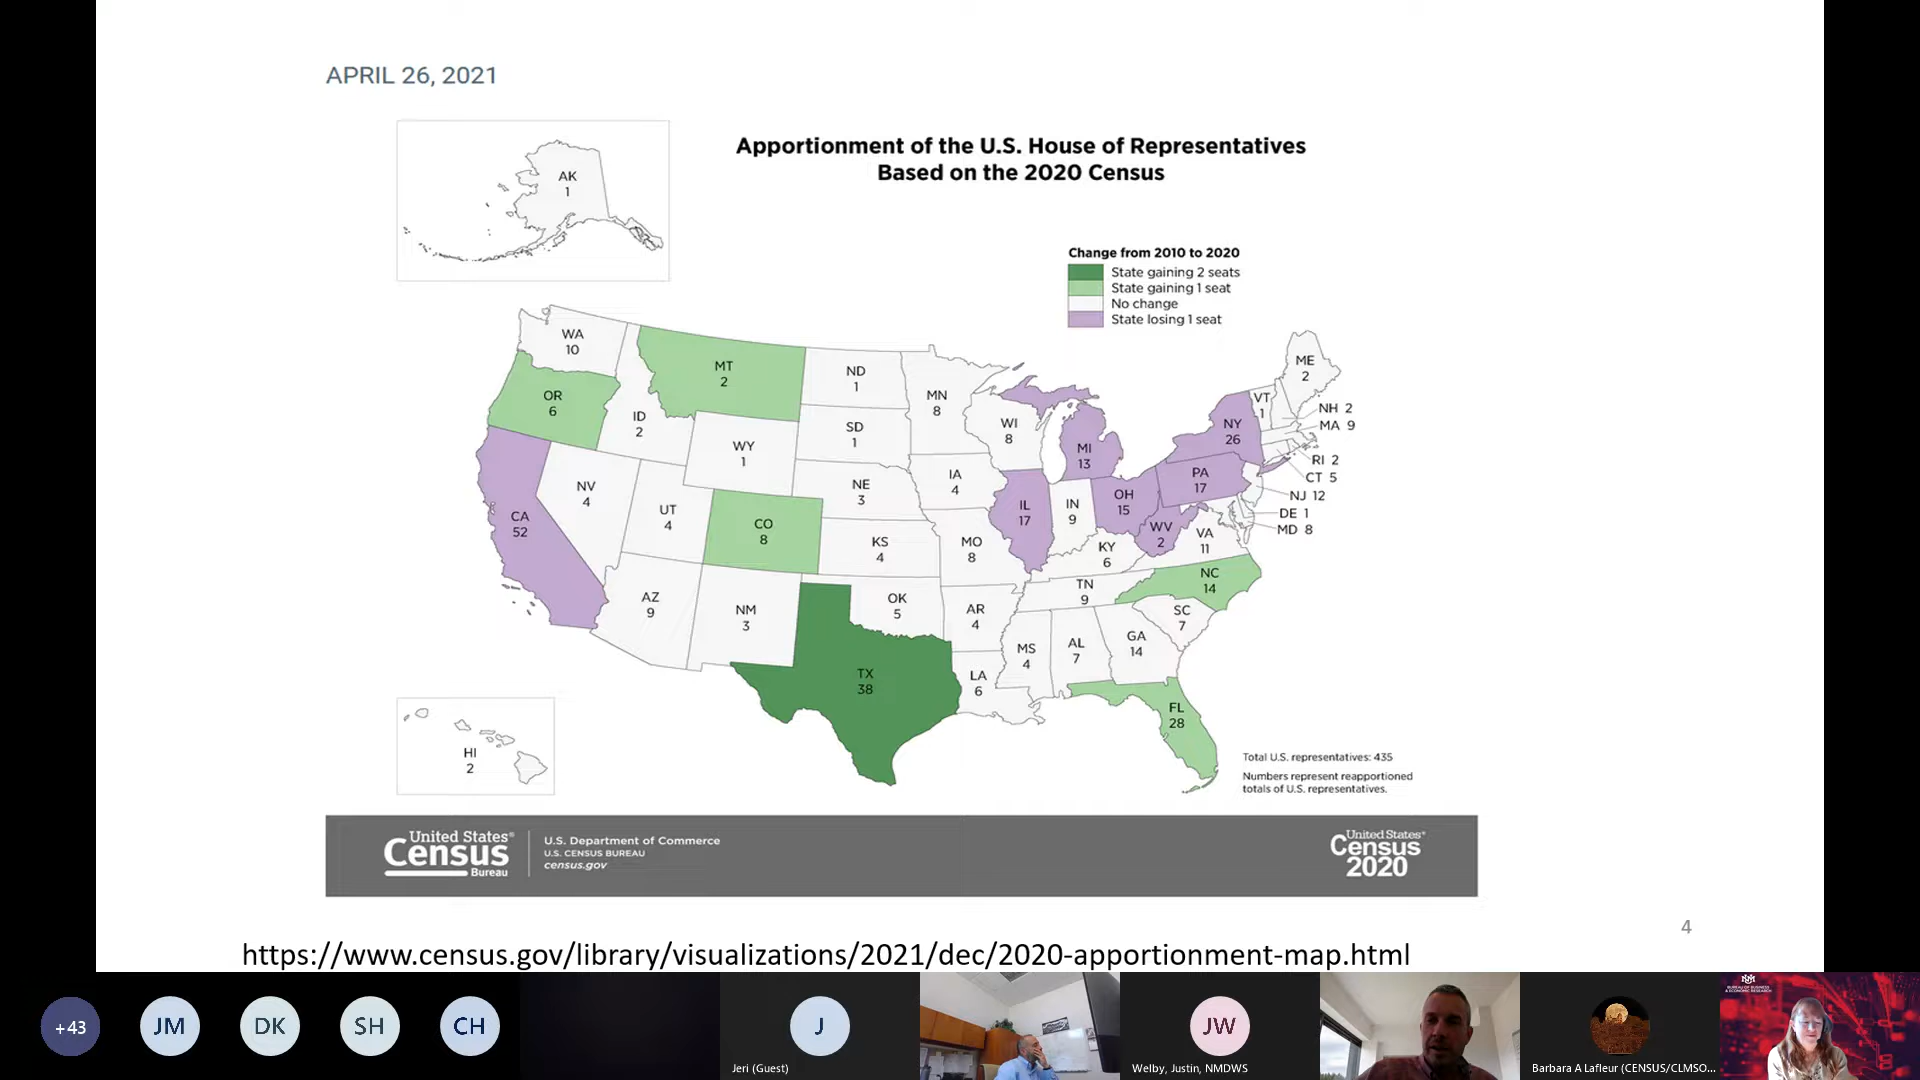 APRIL 26, 2021
Apportionment of the U.S. House of Representatives
Based on the 2020 Census
AK
1
Change from 2010 to 2020
State gaining 2 seats
State gaining 1 seat
No change
State losing 1 seat
WA
10
OR
6
MT
2
ID
2
ND
1
MN
8
WI
8
SD
1
WY
1
MI
13
NY
26
VT
1
ME
2
NH 2
MA 9
RI 2
CT 5
NJ 12
DE 1
MD 8
PA
17
CA
52
NV
4
UT
4
CO
8
NE
3
IA
4
IL
17
IN
9
OH
15
WV
2
VA
11
KS
4
MO
8
KY
6
NC
14
TN
9
SC
7
AZ
9
NM
3
OK
5
AR
4
MS
4
AL
7
GA
14
TX
38
LA
6
FL
28
HI
2
Total U.S. representatives: 435
Numbers represent reapportioned
totals of U.S. representatives.
United States®
Census
Bureau
U.S. Department of Commerce
U.S. CENSUS BUREAU
census.gov
United States®
Census
2020
4
https://www.census.gov/library/visualizations/2021/dec/2020-apportionment-map.html
+43
JM
DK
SH
CH
J
Jeri (Guest)
JW
Welby, Justin, NMDWS
Barbara A Lafleur (CENSUS/CLMSO...
BUREAU OF BUSINESS
& ECONOMIC RESEARCH